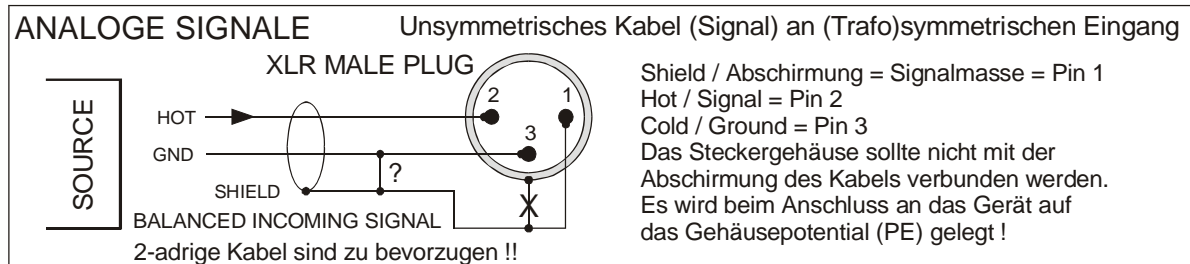 ANALOGE SIGNALE
Unsymmetrisches Kabel (Signal) an (Trafo)symmetrischen Eingang
XLR MALE PLUG
SOURCE
HOT
GND
SHIELD
?
2
1
3
X
BALANCED INCOMING SIGNAL
2-adrige Kabel sind zu bevorzugen !!
Shield / Abschirmung = Signalmasse = Pin 1
Hot / Signal = Pin 2
Cold / Ground = Pin 3
Das Steckergehäuse sollte nicht mit der
Abschirmung des Kabels verbunden werden.
Es wird beim Anschluss an das Gerät auf
das Gehäusepotential (PE) gelegt !